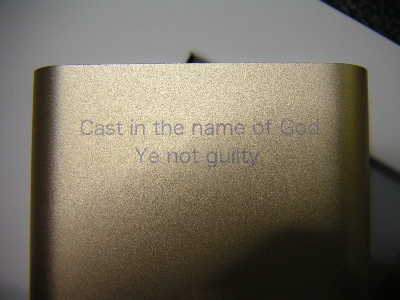 Cast in the name of God
Ye not guilty.